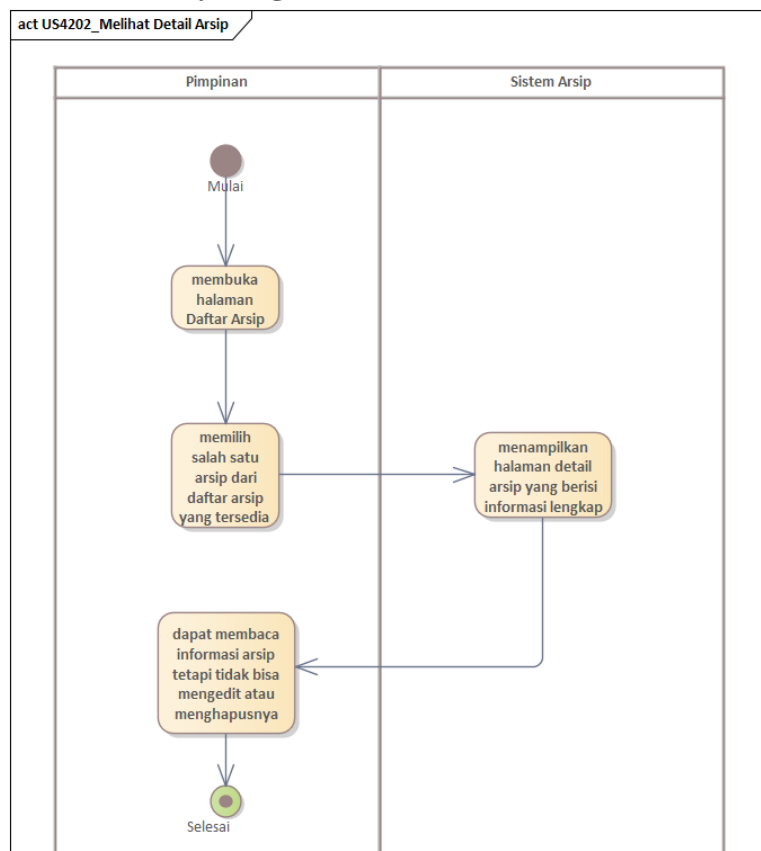 act US4202_Melihat Detail Arsip
Pimpinan
Sistem Arsip
Mulai
membuka
halaman
Daftar Arsip
memilih
salah satu
arsip dari
daftar arsip
yang tersedia
menampilkan
halaman detail
arsip yang berisi
informasi lengkap
dapat membaca
informasi arsip
tetapi tidak bisa
mengedit atau
menghapusnya
Selesai